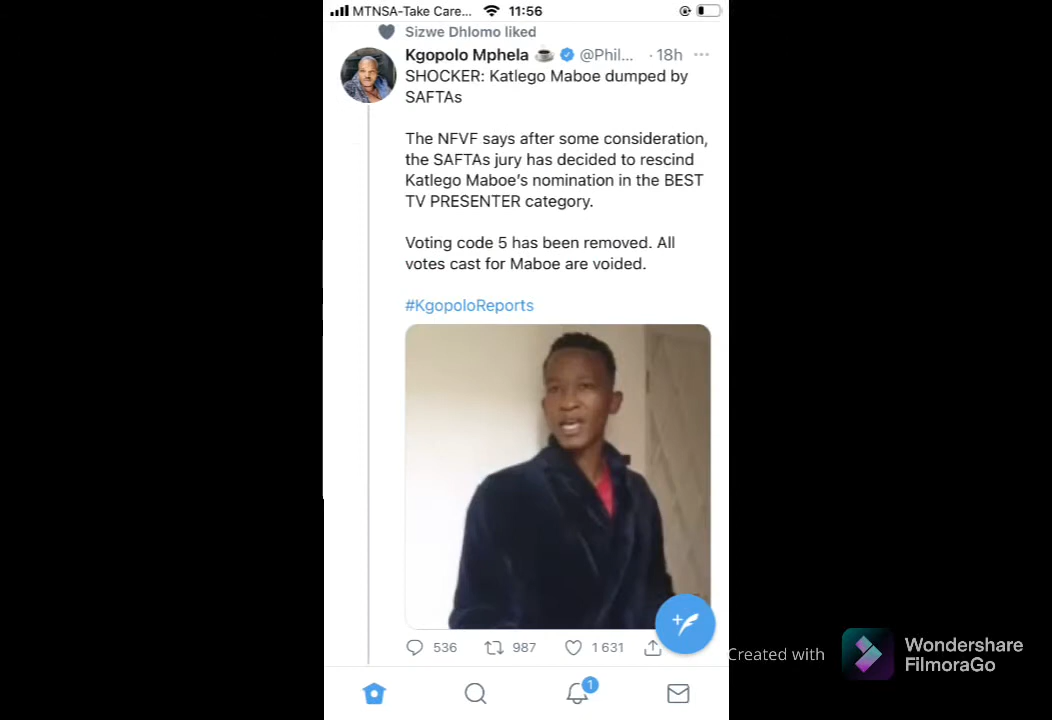 MTNSA-Take Care... 11:56
Sizwe Dhlomo liked
Kgopolo Mphela @Phil... · 18h ...
SHOCKER: Katlego Maboe dumped by
SAFTAs
The NFVF says after some consideration,
the SAFTAs jury has decided to rescind
Katlego Maboe's nomination in the BEST
TV PRESENTER category.
Voting code 5 has been removed. All
votes cast for Maboe are voided.
#KgopoloReports
536 987 1 631
Created with
Wondershare
FilmoraGo
1